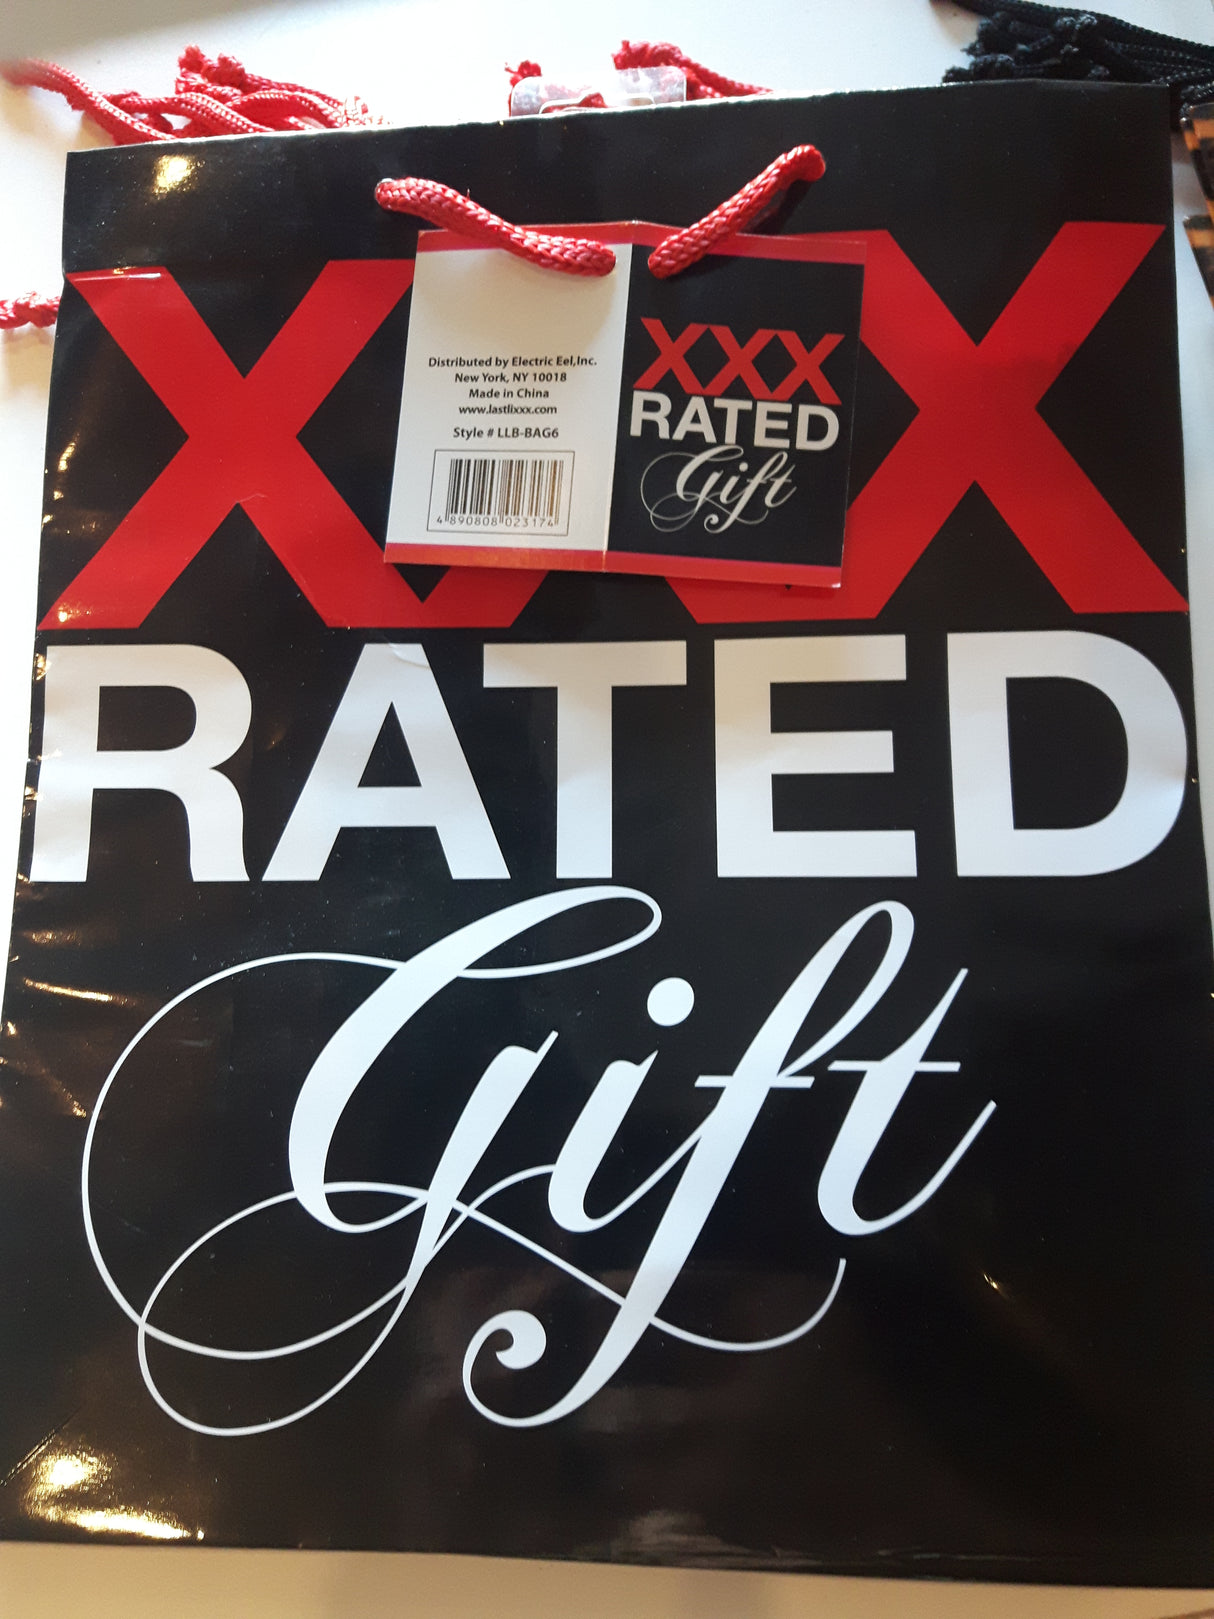 Distributed by Electric Eel,Inc.
New York, NY 10018
Made in China
www.lastlixxx.com
Style # LLB-BAG6
4 890808 023174
XXX
RATED
Gift
XXX
RATED
Gift